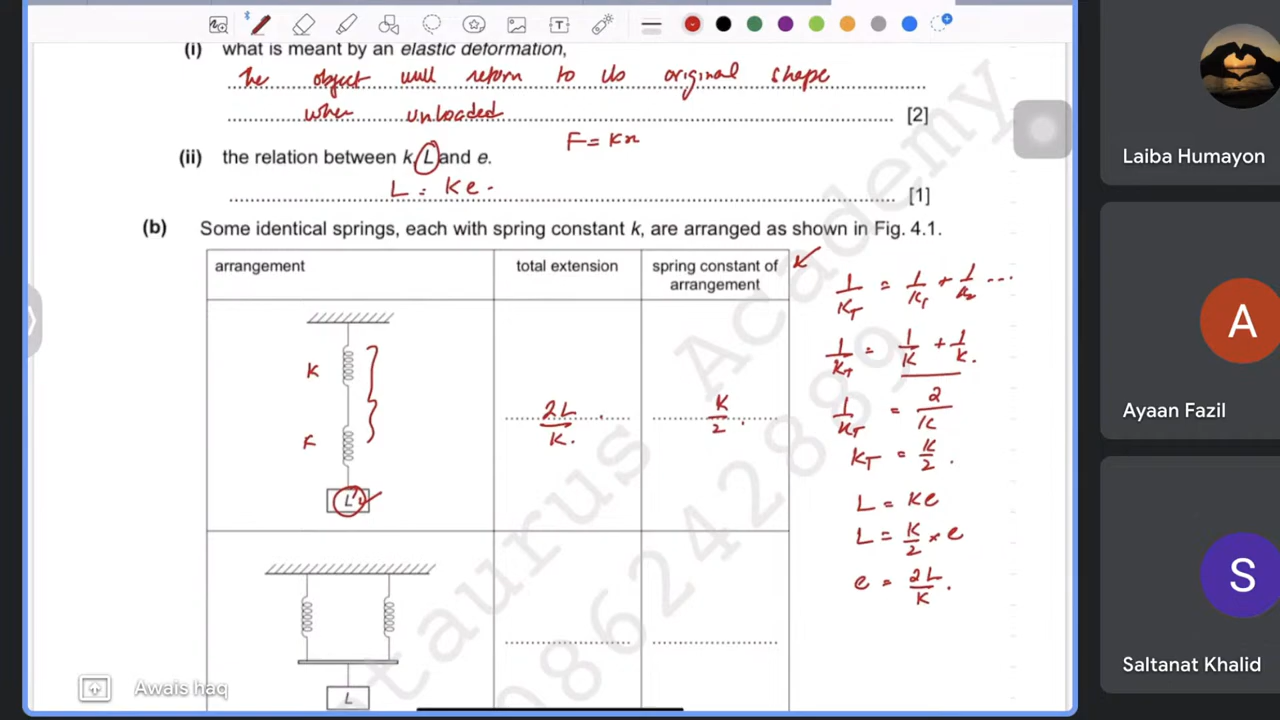 (i) what is meant by an elastic deformation,
The object will return to its original shape
when unloaded
[2]
F = Kx
(ii) the relation between k, L and e.
L = Ke.
[1]
(b) Some identical springs, each with spring constant k, are arranged as shown in Fig. 4.1.
arrangement
total extension
spring constant of
arrangement
K
K
L
2L/K.
K/2.
1/KT = 1/K1 + 1/K2 ...
1/KT = 1/K + 1/K.
1/KT = 2/K
KT = K/2.
L = Ke
L = K/2 × e
e = 2L/K.
L
taurus Academy
08624428890
T
Awais haq
Laiba Humayon
A
Ayaan Fazil
S
Saltanat Khalid